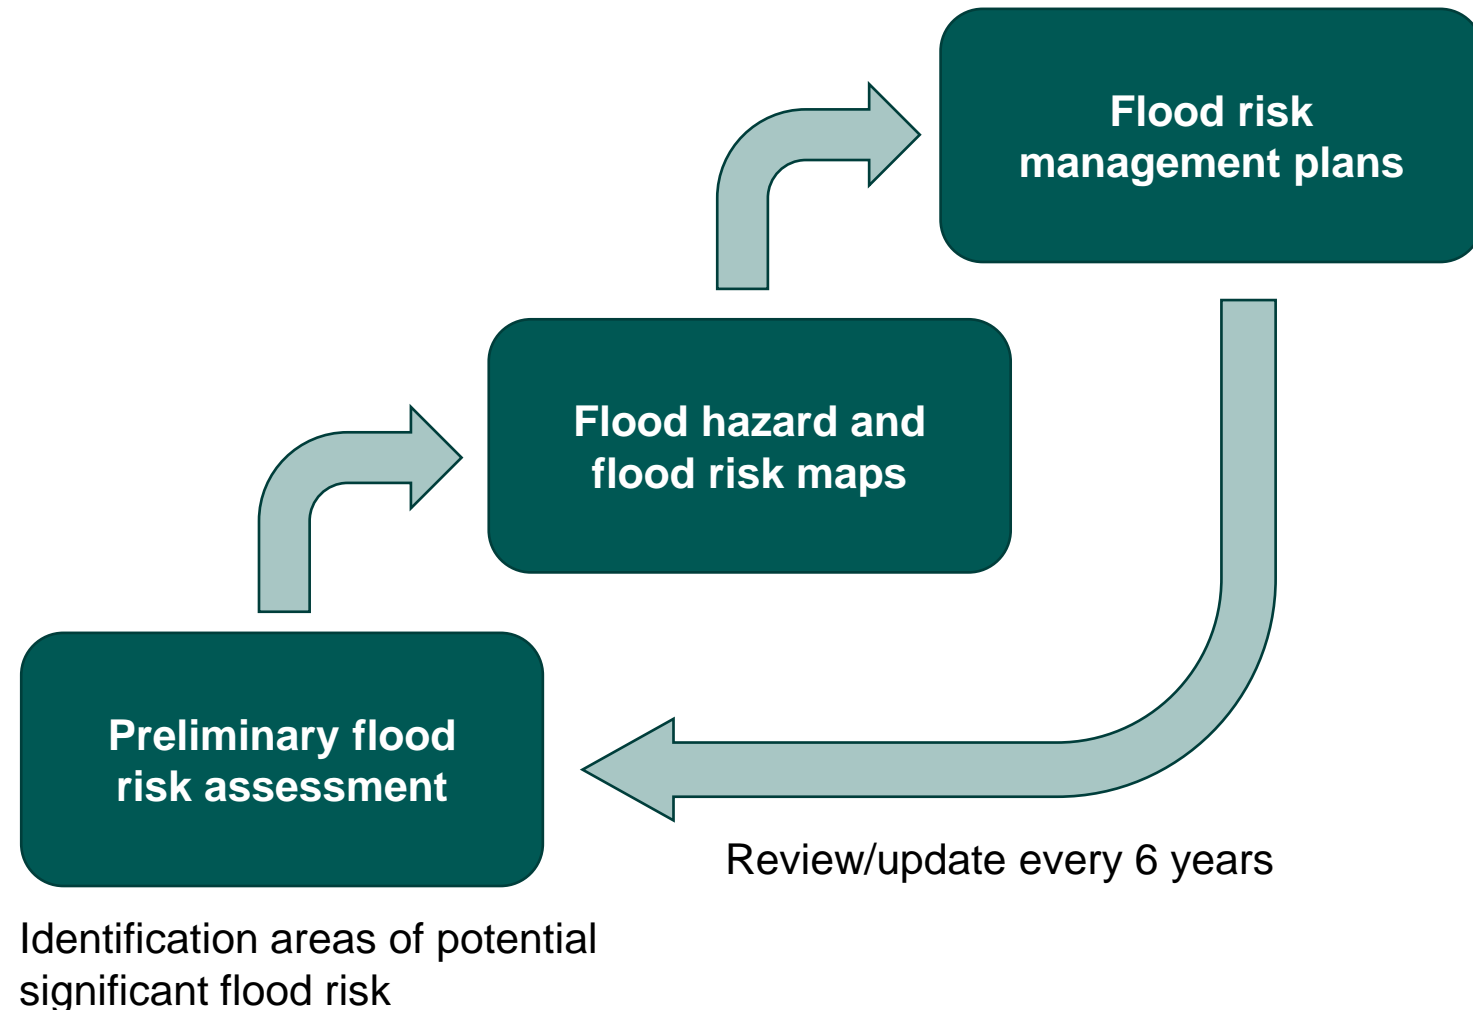 Flood risk
management plans
Flood hazard and
flood risk maps
Preliminary flood
risk assessment
Review/update every 6 years
Identification areas of potential
significant flood risk